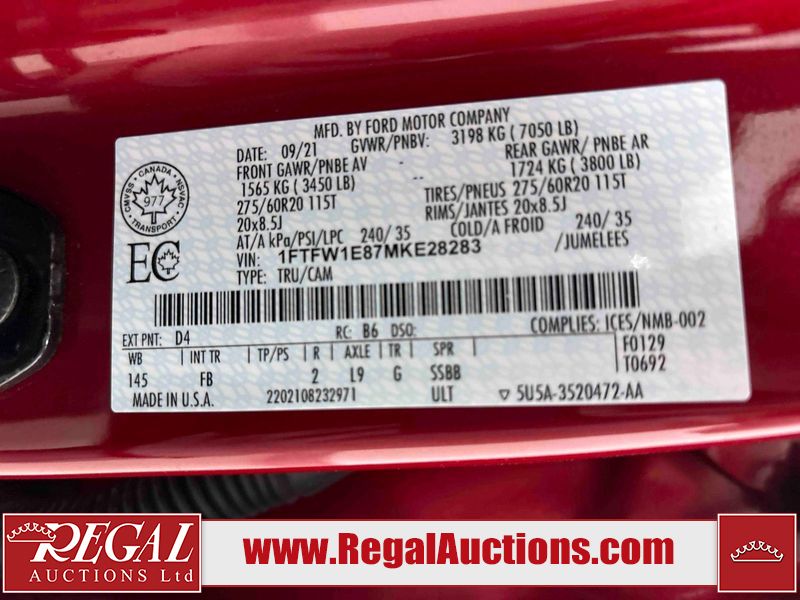 MFD. BY FORD MOTOR COMPANY
DATE: 09/21 GVWR/PNBV: 3198 KG ( 7050 LB)
FRONT GAWR/PNBE AV - REAR GAWR/ PNBE AR
1565 KG ( 3450 LB) - 1724 KG ( 3800 LB)
275/60R20 115T TIRES/PNEUS 275/60R20 115T
20x8.5J RIMS/JANTES 20x8.5J
AT/A kPa/PSI/LPC 240/ 35 COLD/A FROID 240/ 35
VIN: 1FTFW1E87MKE28283 /JUMELEES
TYPE: TRU/CAM
CMVSS • CANADA • NSVAC
977
TRANSPORT
EC
EXT PNT: D4 RC: B6 DSO: COMPLIES: ICES/NMB-002
WB INT TR TP/PS R AXLE TR SPR F0129
145 FB 2 L9 G SSBB T0692
MADE IN U.S.A. 2202108232971 ULT ▽ 5U5A-3520472-AA
REGAL
AUCTIONS Ltd
www.RegalAuctions.com